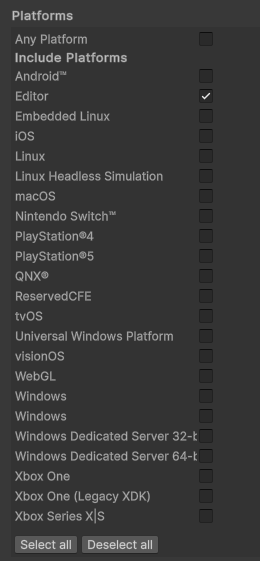 Platforms
Any Platform
Include Platforms
Android™
Editor
Embedded Linux
iOS
Linux
Linux Headless Simulation
macOS
Nintendo Switch™
PlayStation®4
PlayStation®5
QNX®
ReservedCFE
tvOS
Universal Windows Platform
visionOS
WebGL
Windows
Windows
Windows Dedicated Server 32-b
Windows Dedicated Server 64-b
Xbox One
Xbox One (Legacy XDK)
Xbox Series X|S
Select all Deselect all